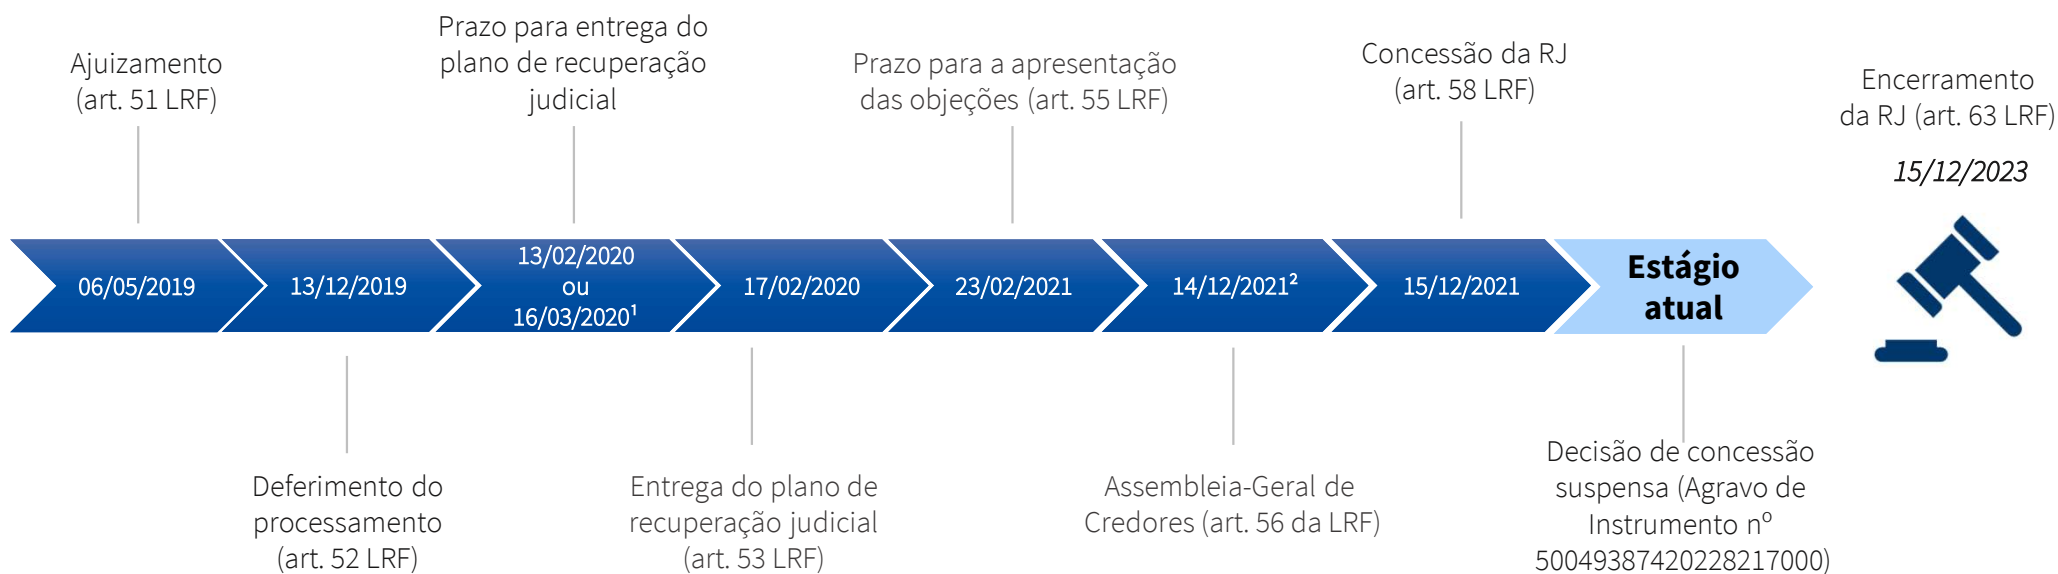 Ajuizamento
(art. 51 LRF)
Prazo para entrega do
plano de recuperação
judicial
Prazo para a apresentação
das objeções (art. 55 LRF)
Concessão da RJ
(art. 58 LRF)
Encerramento
da RJ (art. 63 LRF)
15/12/2023
06/05/2019
13/12/2019
13/02/2020
ou
16/03/2020¹
17/02/2020
23/02/2021
14/12/2021²
15/12/2021
Estágio
atual
Deferimento do
processamento
(art. 52 LRF)
Entrega do plano de
recuperação judicial
(art. 53 LRF)
Assembleia-Geral de
Credores (art. 56 da LRF)
Decisão de concessão
suspensa (Agravo de
Instrumento nº
50049387420228217000)